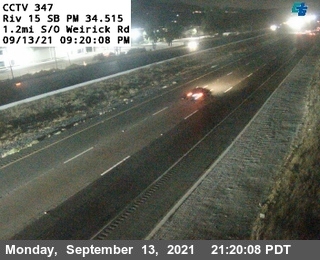 CCTV 347
Riv 15 SB PM 34.515
1.2mi S/O Weirick Rd
09/13/21 09:20:08 PM
Monday, September 13, 2021 21:20:08 PDT